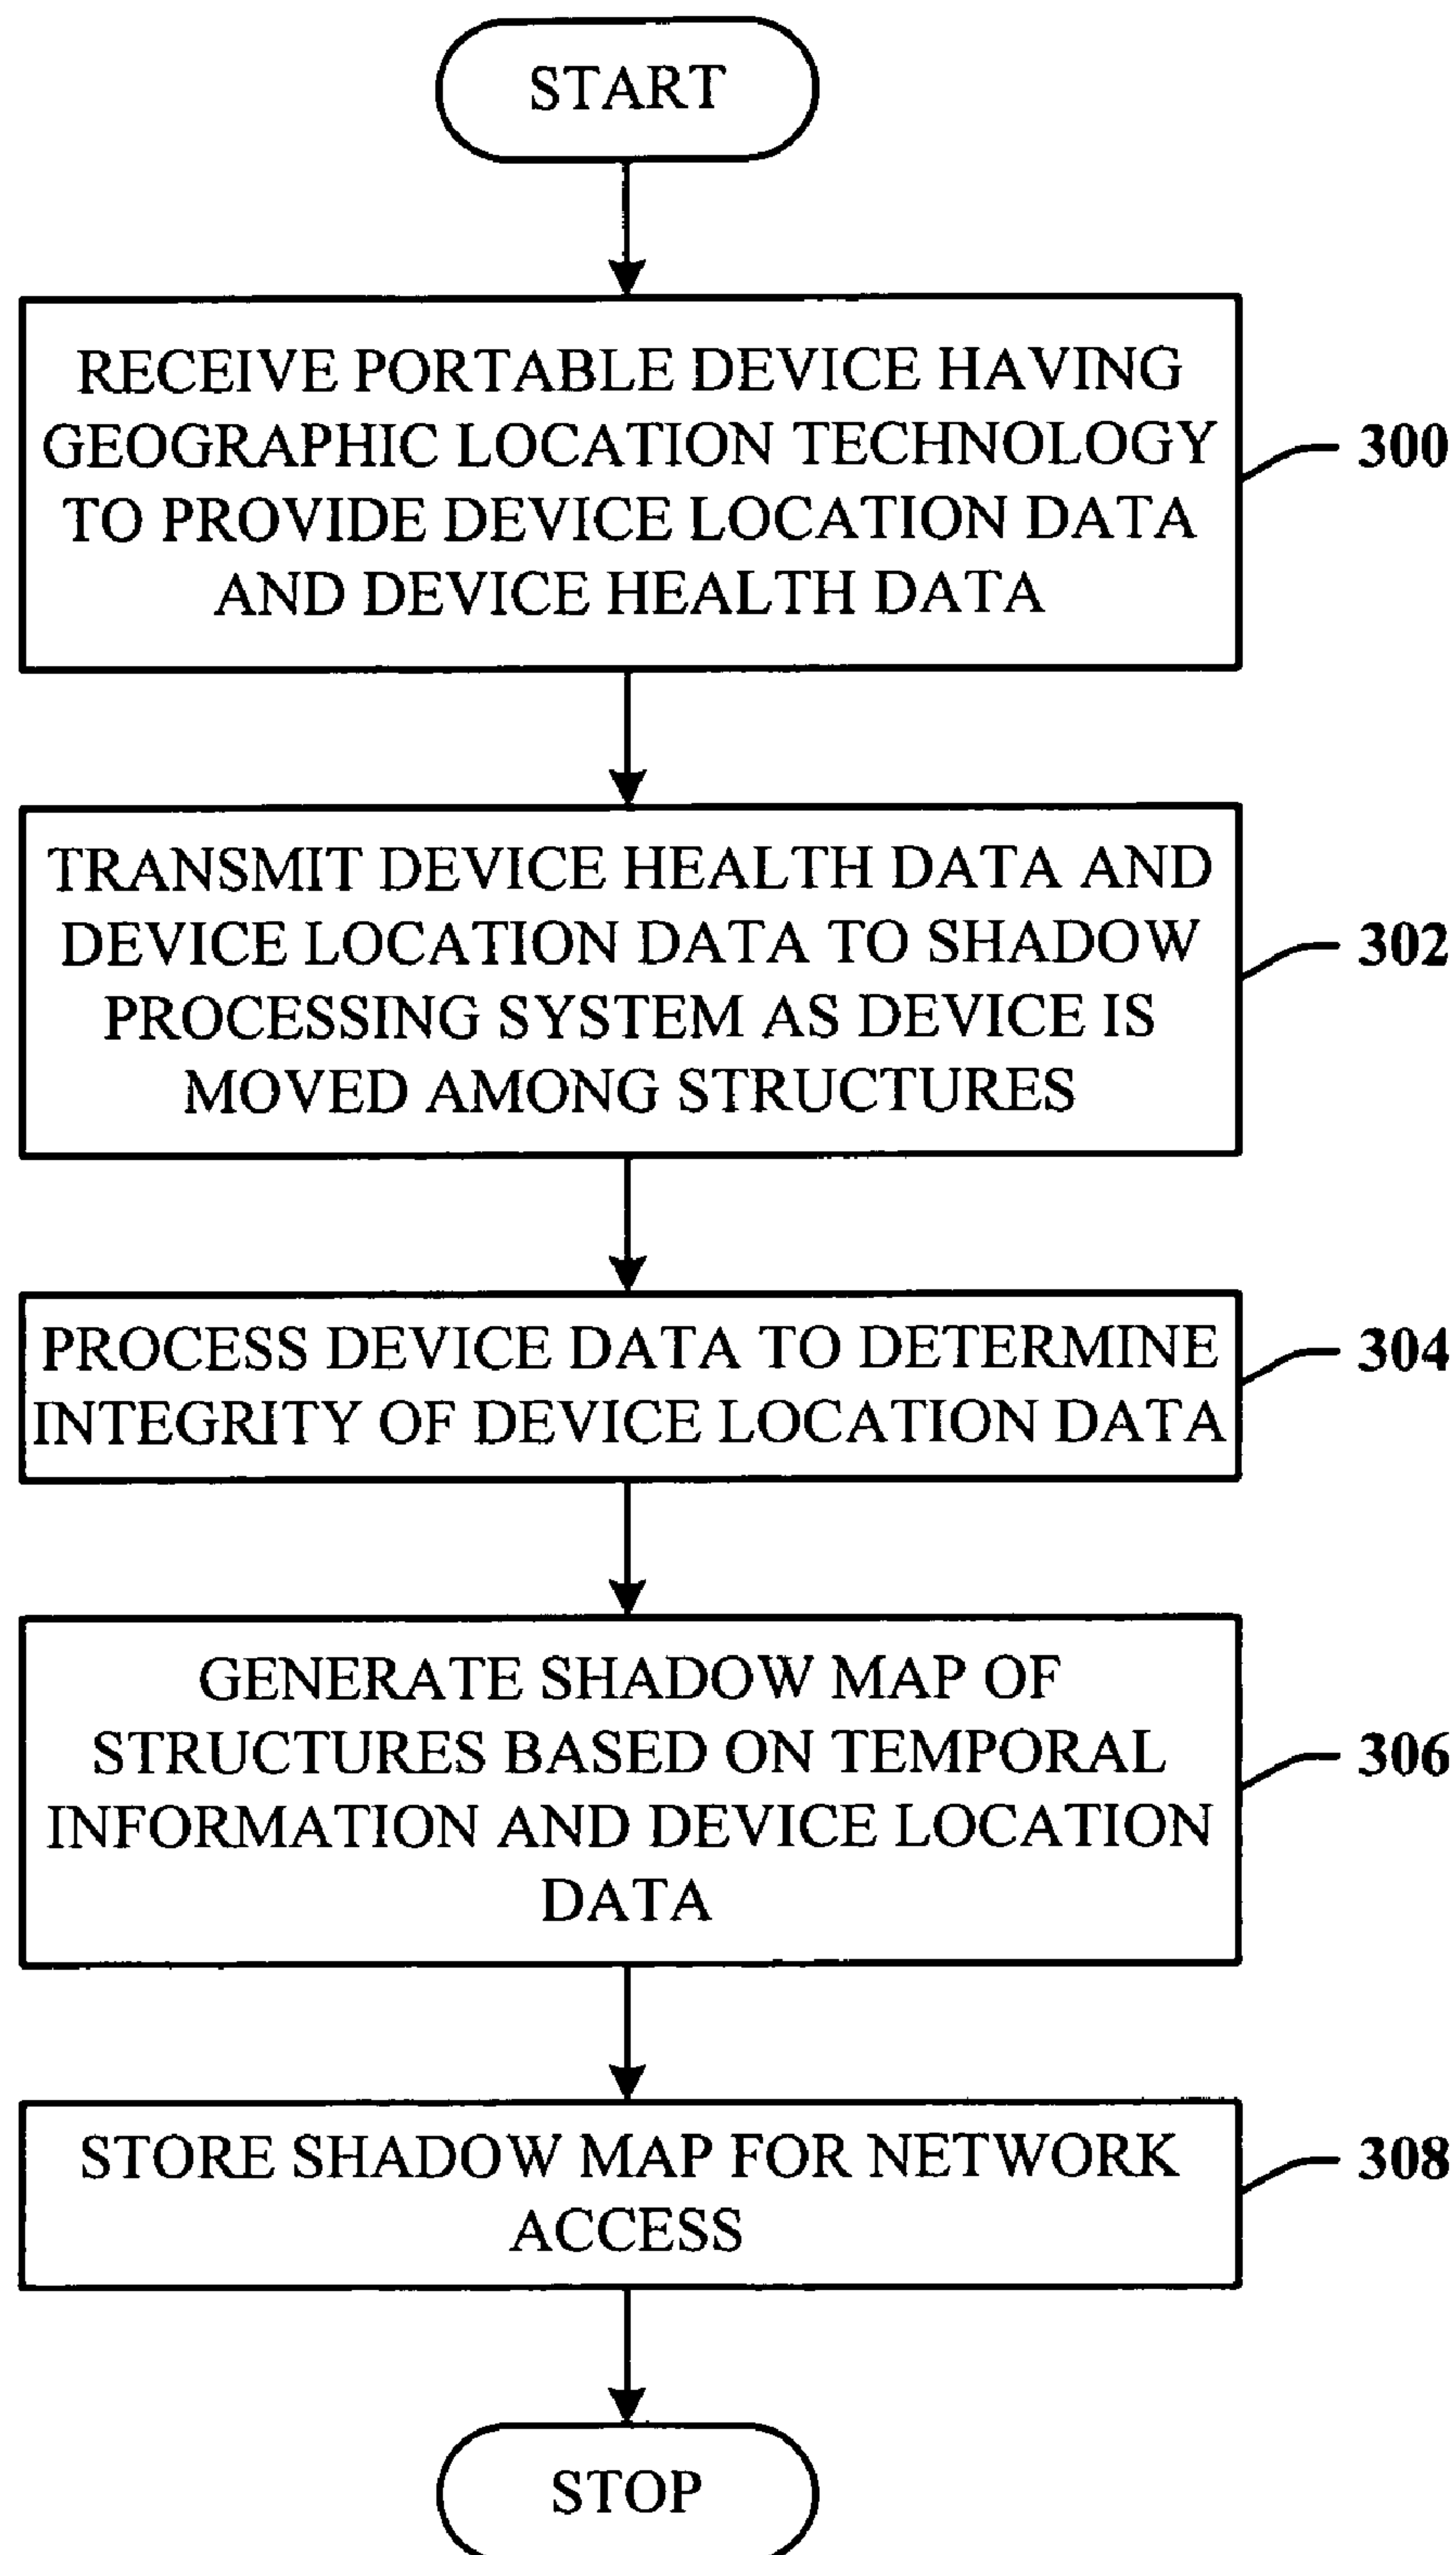 START
RECEIVE PORTABLE DEVICE HAVING
GEOGRAPHIC LOCATION TECHNOLOGY
TO PROVIDE DEVICE LOCATION DATA
AND DEVICE HEALTH DATA
300
TRANSMIT DEVICE HEALTH DATA AND
DEVICE LOCATION DATA TO SHADOW
PROCESSING SYSTEM AS DEVICE IS
MOVED AMONG STRUCTURES
302
PROCESS DEVICE DATA TO DETERMINE
INTEGRITY OF DEVICE LOCATION DATA
304
GENERATE SHADOW MAP OF
STRUCTURES BASED ON TEMPORAL
INFORMATION AND DEVICE LOCATION
DATA
306
STORE SHADOW MAP FOR NETWORK
ACCESS
308
STOP